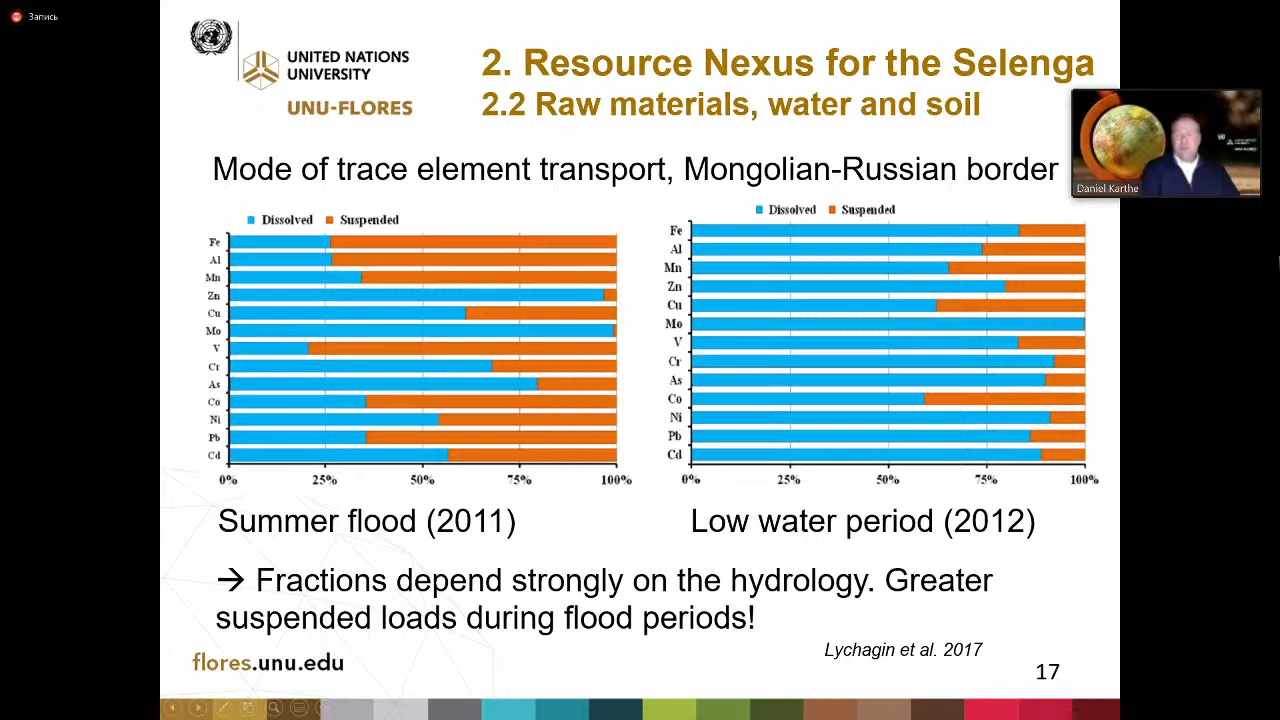 Запись
UNITED NATIONS
UNIVERSITY
UNU-FLORES
2. Resource Nexus for the Selenga
2.2 Raw materials, water and soil
Daniel Karthe
Mode of trace element transport, Mongolian-Russian border
Dissolved Suspended
Fe
Al
Mn
Zn
Cu
Mo
V
Cr
As
Co
Ni
Pb
Cd
0% 25% 50% 75% 100%
Dissolved Suspended
Fe
Al
Mn
Zn
Cu
Mo
V
Cr
As
Co
Ni
Pb
Cd
0% 25% 50% 75% 100%
Summer flood (2011)
Low water period (2012)
→ Fractions depend strongly on the hydrology. Greater
suspended loads during flood periods!
Lychagin et al. 2017
flores.unu.edu
17